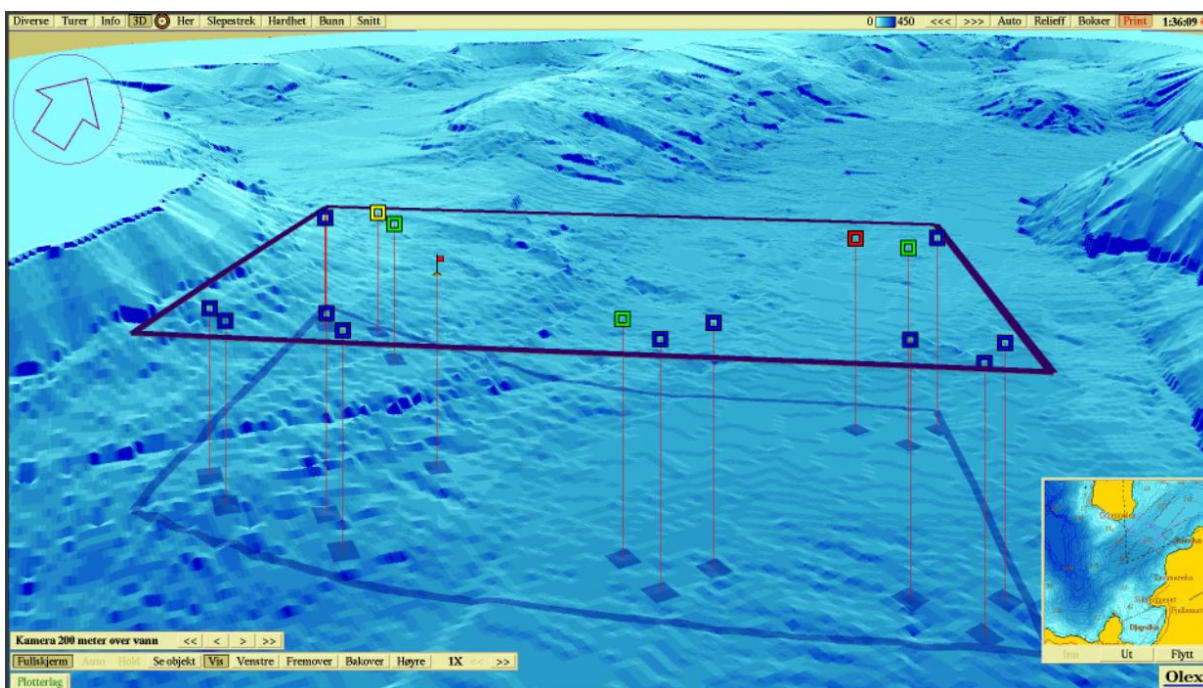 Diverse Turer Info 3D Her Slepestrek Hardhet Bunn Snitt 0 450 <<< >>> Auto Relieff Bokser Print 1:36:09
Kamera 200 meter over vann << < > >>
Fullskjerm Auto Hold Se objekt Vis Venstre Fremover Bakover Høyre 1X << >>
Inn Ut Flytt
Plotterlag
Olex